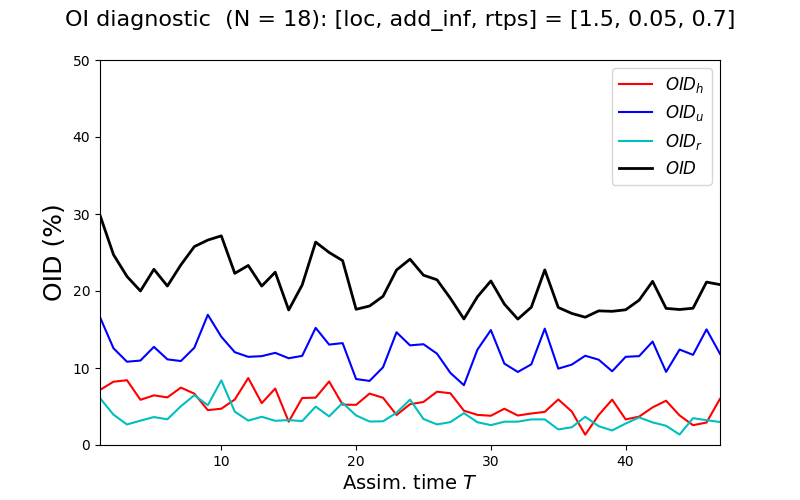 OI diagnostic (N = 18): [loc, add_inf, rtps] = [1.5, 0.05, 0.7]
50
40
30
20
10
0
OID (%)
OID_h
OID_u
OID_r
OID
10
20
30
40
Assim. time T